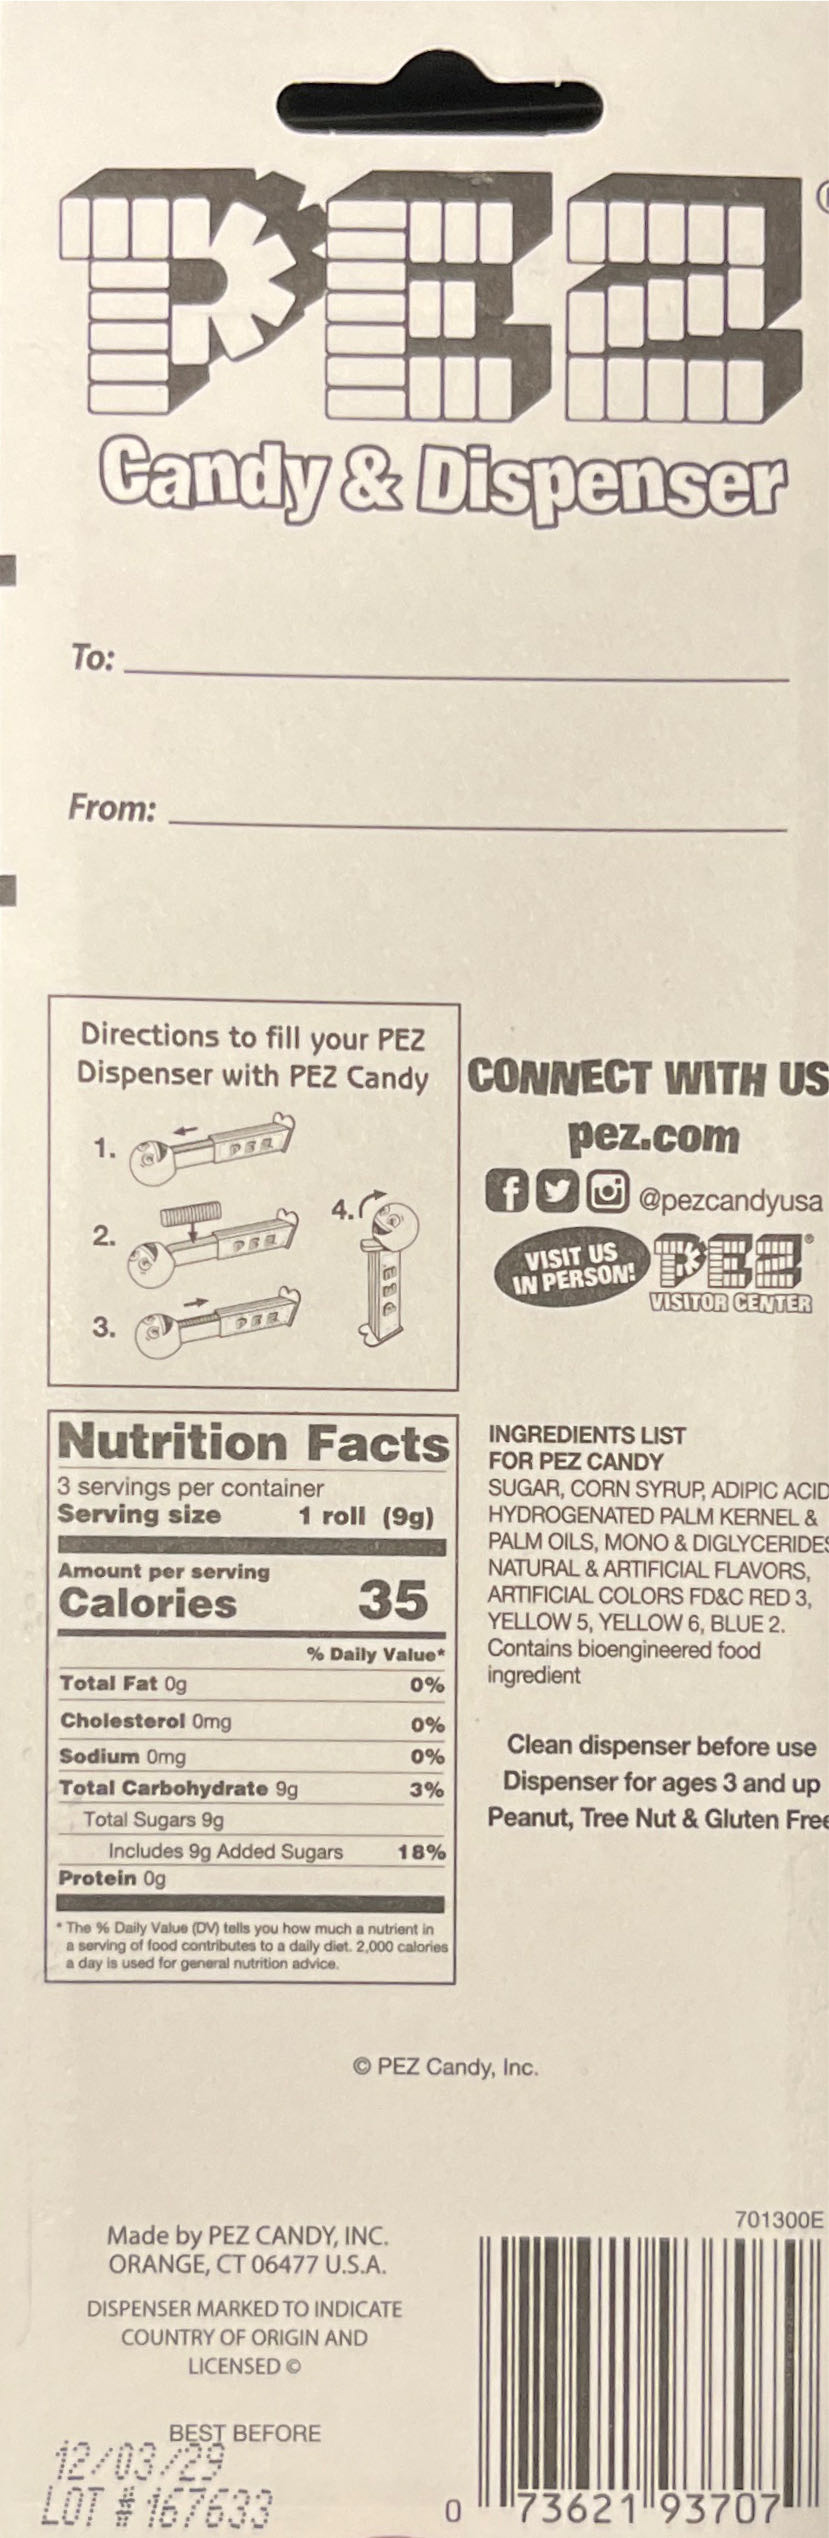 PEZ
Candy & Dispenser
To:
From:
Directions to fill your PEZ
Dispenser with PEZ Candy
1.
PEZ
2.
PEZ
3.
PEZ
4.
PEZ
CONNECT WITH US
pez.com
@pezcandyusa
VISIT US
IN PERSON!
PEZ®
VISITOR CENTER
Nutrition Facts
3 servings per container
Serving size 1 roll (9g)
Amount per serving
Calories 35
% Daily Value*
Total Fat 0g 0%
Cholesterol 0mg 0%
Sodium 0mg 0%
Total Carbohydrate 9g 3%
Total Sugars 9g
Includes 9g Added Sugars 18%
Protein 0g
* The % Daily Value (DV) tells you how much a nutrient in
a serving of food contributes to a daily diet. 2,000 calories
a day is used for general nutrition advice.
INGREDIENTS LIST
FOR PEZ CANDY
SUGAR, CORN SYRUP, ADIPIC ACID
HYDROGENATED PALM KERNEL &
PALM OILS, MONO & DIGLYCERIDES
NATURAL & ARTIFICIAL FLAVORS,
ARTIFICIAL COLORS FD&C RED 3,
YELLOW 5, YELLOW 6, BLUE 2.
Contains bioengineered food
ingredient
Clean dispenser before use
Dispenser for ages 3 and up
Peanut, Tree Nut & Gluten Free
© PEZ Candy, Inc.
Made by PEZ CANDY, INC.
ORANGE, CT 06477 U.S.A.
DISPENSER MARKED TO INDICATE
COUNTRY OF ORIGIN AND
LICENSED ©
BEST BEFORE
12/03/29
LOT # 167633
701300E
0 73621 93707